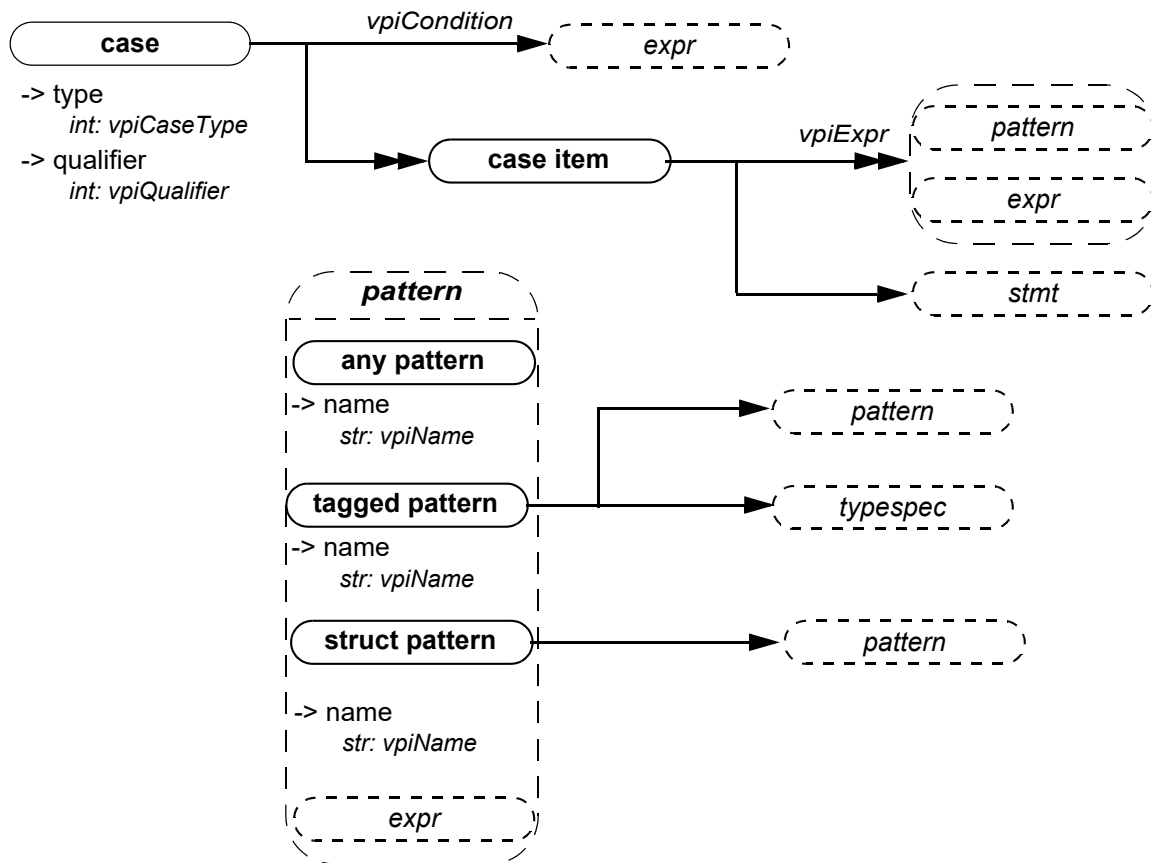 case
vpiCondition
expr
-> type
int: vpiCaseType
-> qualifier
int: vpiQualifier
case item
vpiExpr
pattern
expr
stmt
pattern
any pattern
-> name
str: vpiName
pattern
tagged pattern
typespec
-> name
str: vpiName
struct pattern
pattern
-> name
str: vpiName
expr